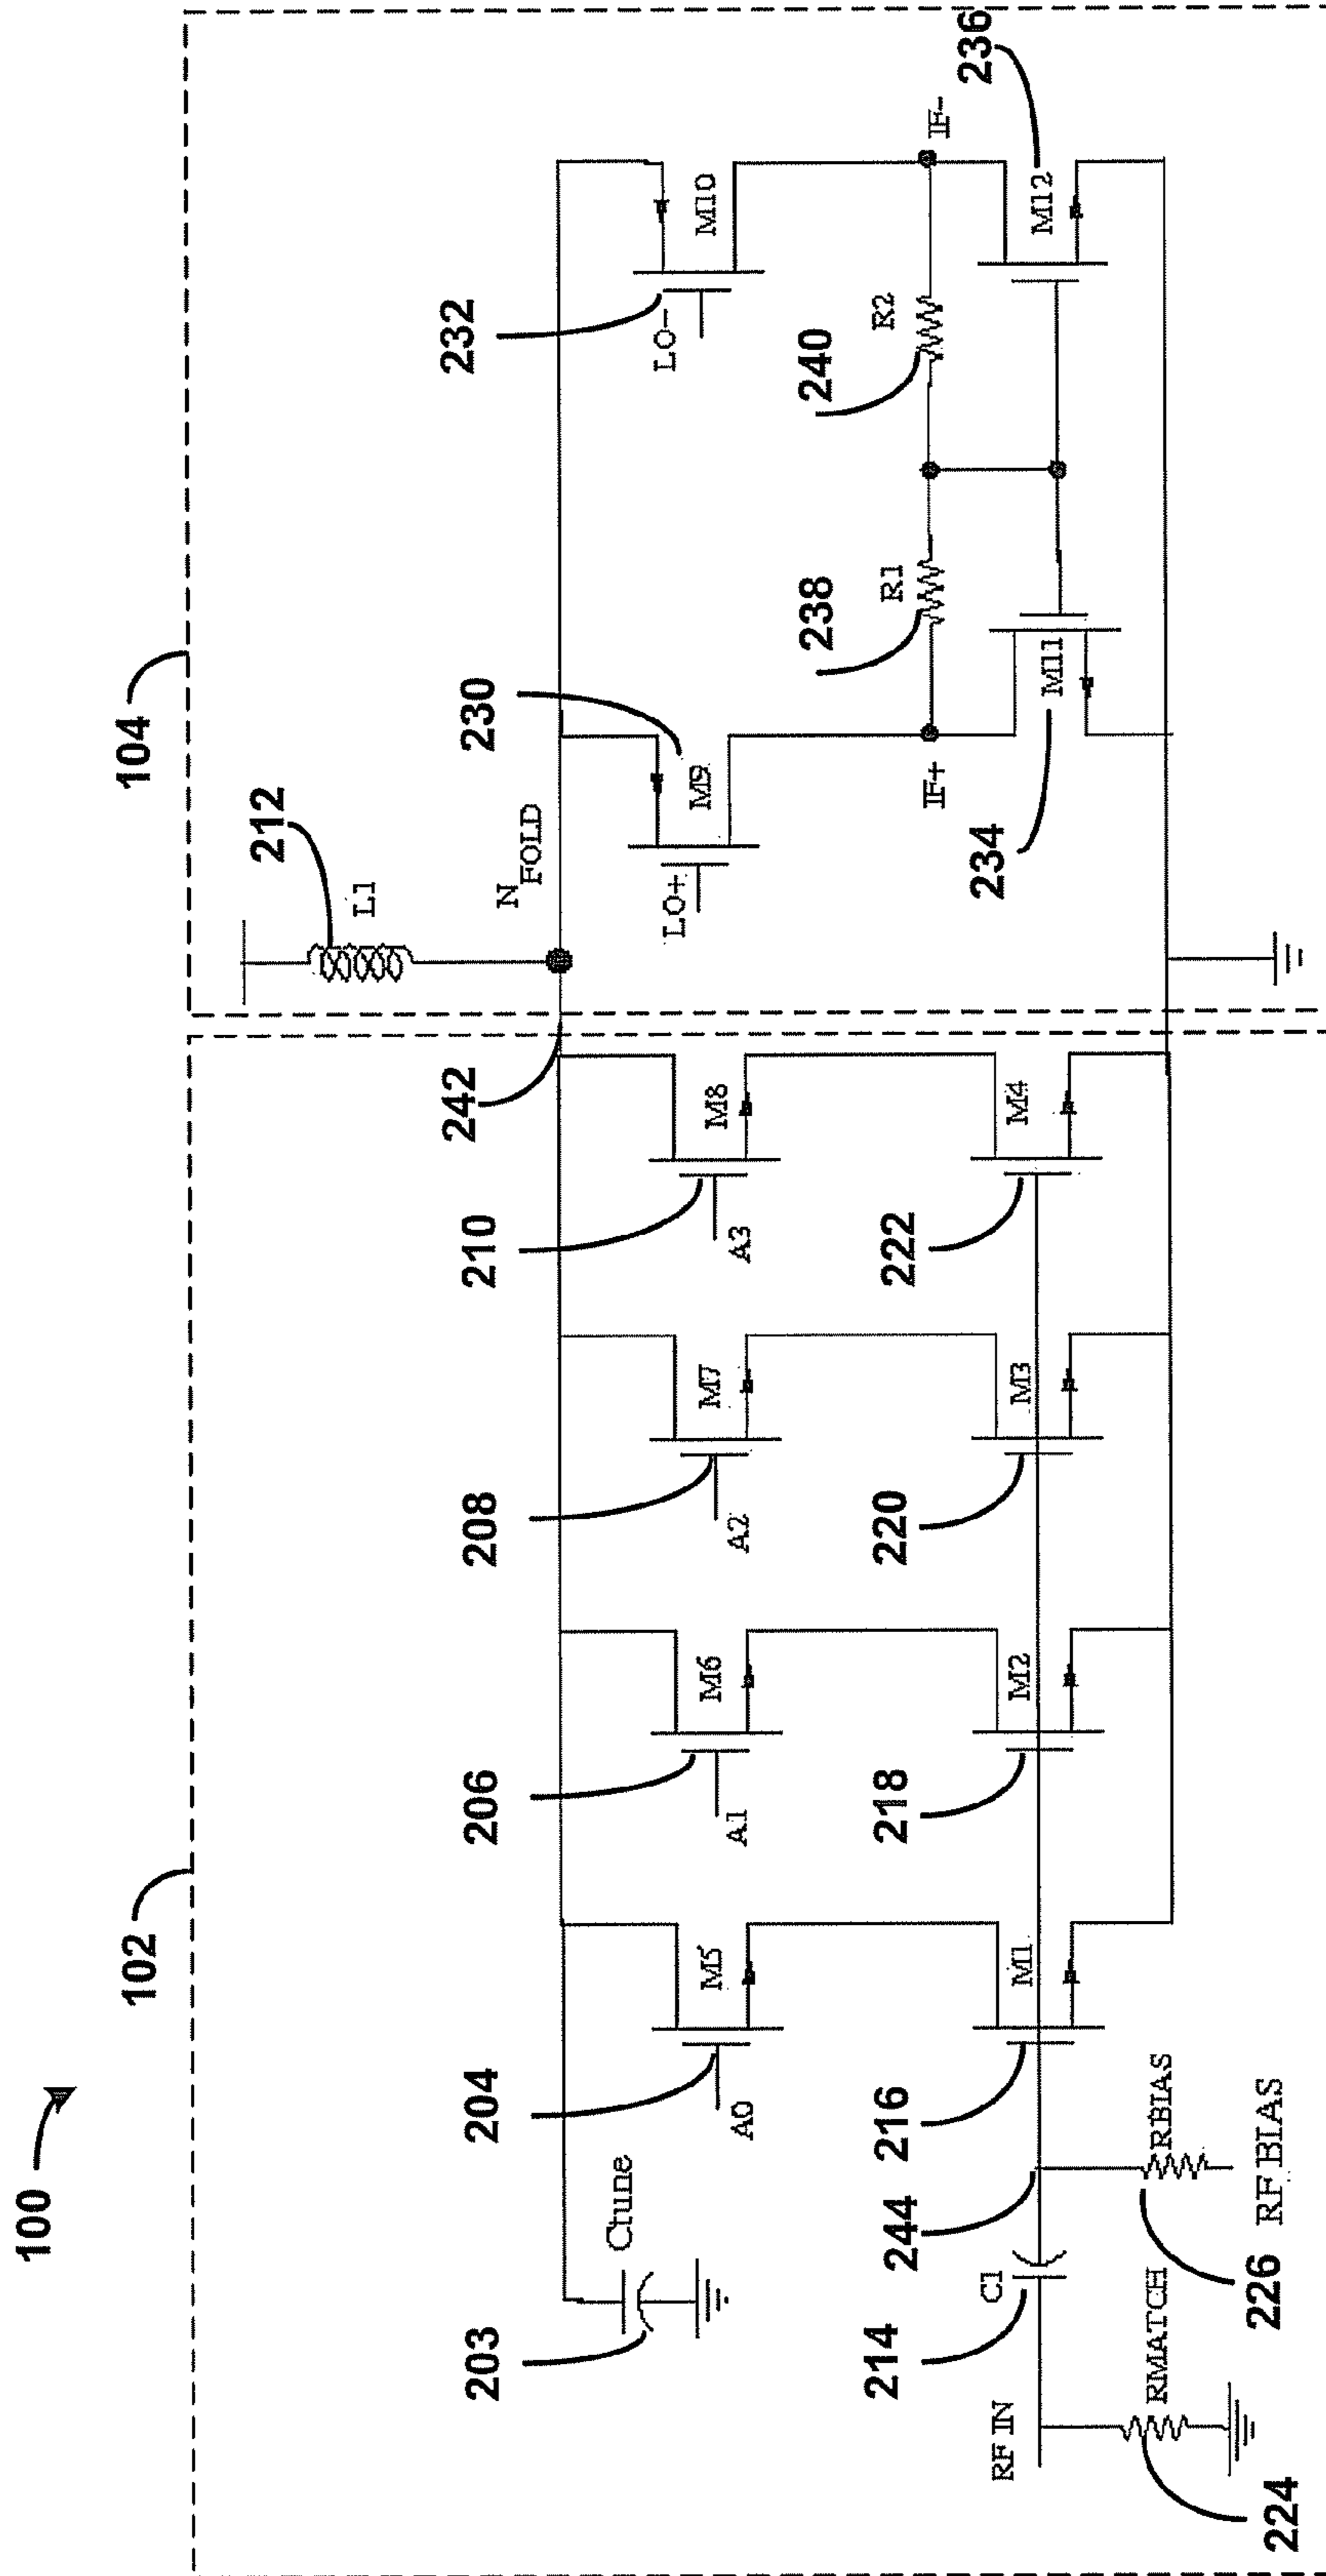 100
102
104
212
L1
N FOLD
242
203
Ctune
204
A0
M5
206
A1
M6
208
A2
M7
210
A3
M8
230
LO+
M9
232
LO-
M10
238
R1
240
R2
IF+
IF-
RF IN
214
C1
244
216
M1
218
M2
220
M3
222
M4
234
M11
236
M12
224
RMATCH
226
RBIAS
RF BIAS